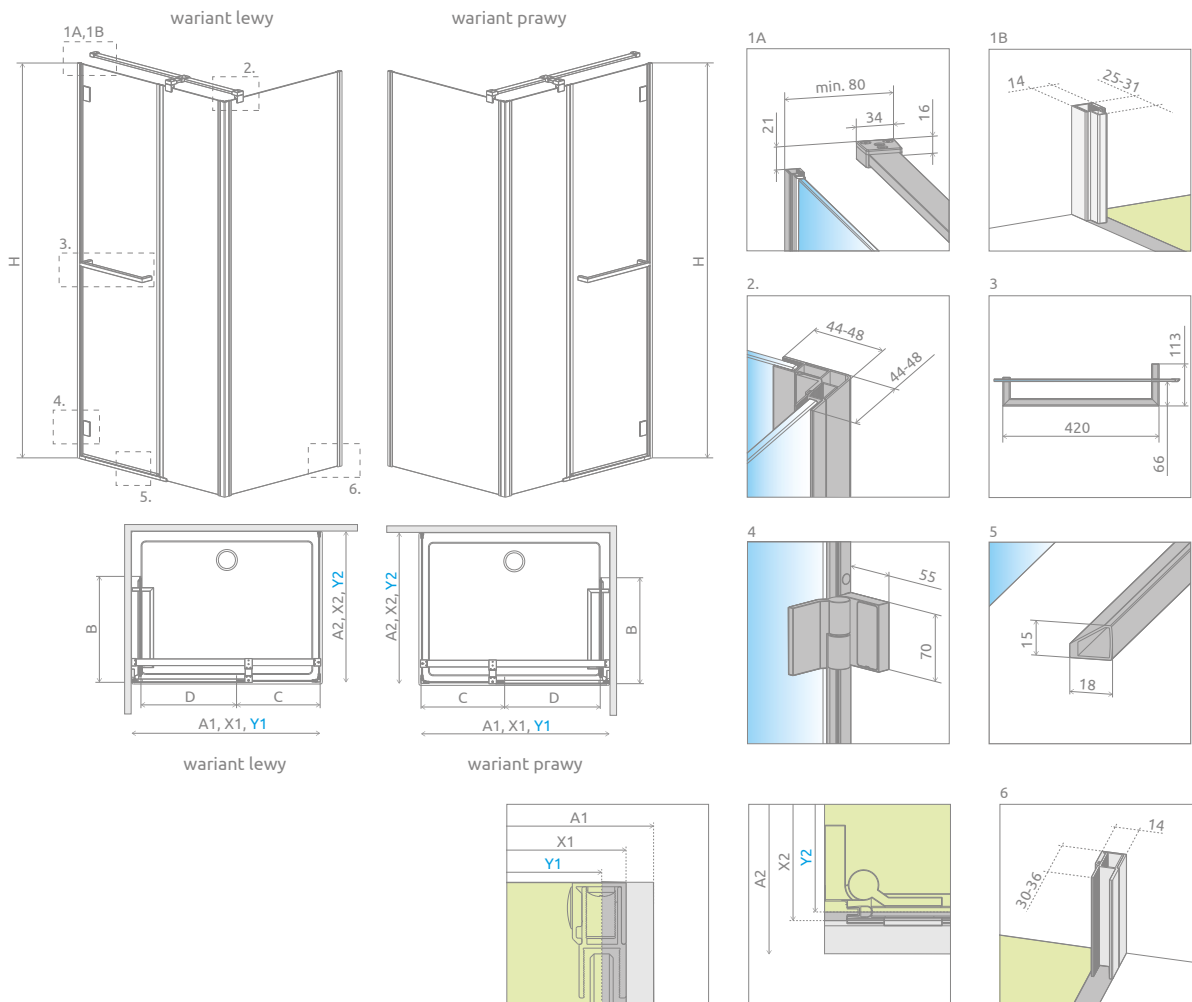 wariant lewy
wariant prawy
1A,1B
2.
3.
4.
5.
6.
H
H
1A
min. 80
34
16
21
1B
14
25-31
2.
44-48
44-48
3
113
420
66
4
55
70
5
15
18
B
D
C
A1, X1, Y1
A2, X2, Y2
A2, X2, Y2
B
C
D
A1, X1, Y1
wariant lewy
wariant prawy
A1
X1
Y1
A2
X2
Y2
6
14
30-36